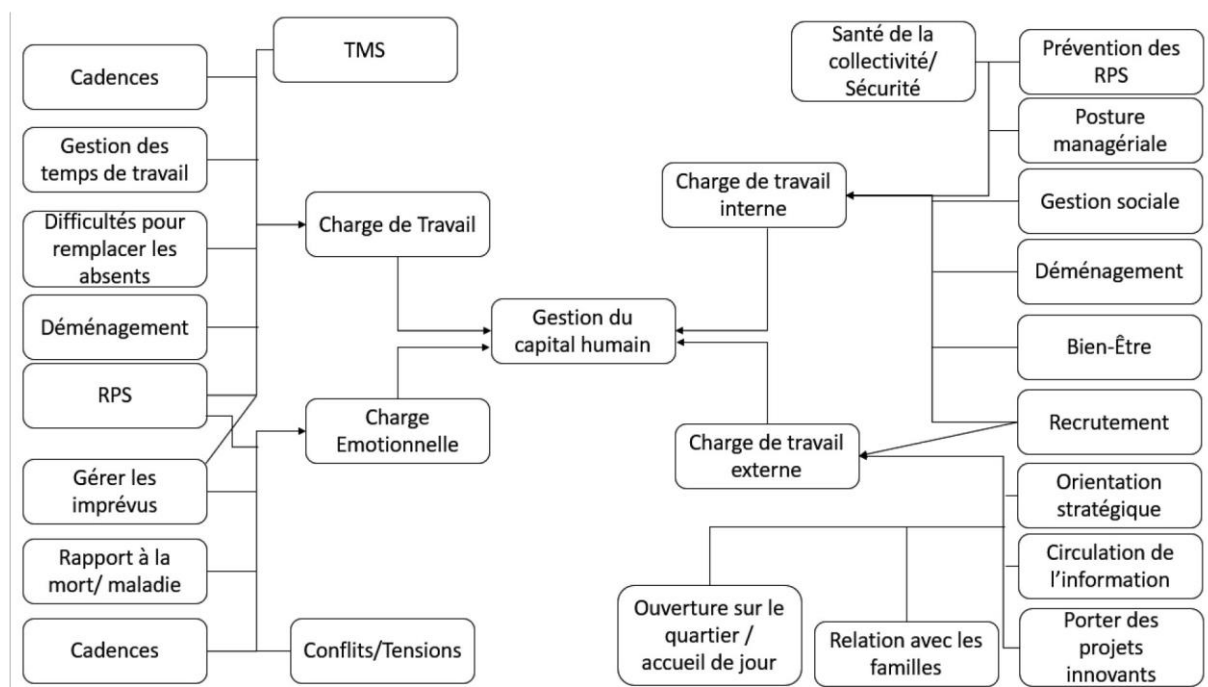 Cadences
TMS
Gestion des
temps de travail
Difficultés pour
remplacer les
absents
Charge de Travail
Déménagement
RPS
Charge
Emotionnelle
Gérer les
imprévus
Rapport à la
mort/ maladie
Cadences
Conflits/Tensions
Gestion du
capital humain
Santé de la
collectivité/
Sécurité
Prévention des
RPS
Posture
managériale
Charge de travail
interne
Gestion sociale
Déménagement
Bien-Être
Recrutement
Charge de travail
externe
Orientation
stratégique
Circulation de
l’information
Ouverture sur le
quartier /
accueil de jour
Relation avec les
familles
Porter des
projets
innovants